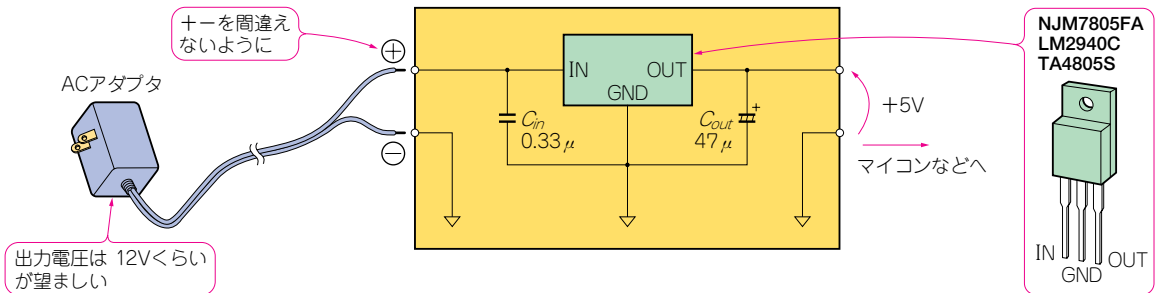 +−を間違え
ないように
ACアダプタ
出力電圧は 12Vくらい
が望ましい
⊕
⊖
IN
OUT
GND
Cin
0.33μ
Cout
47μ
+
+5V
マイコンなどへ
NJM7805FA
LM2940C
TA4805S
IN
GND
OUT